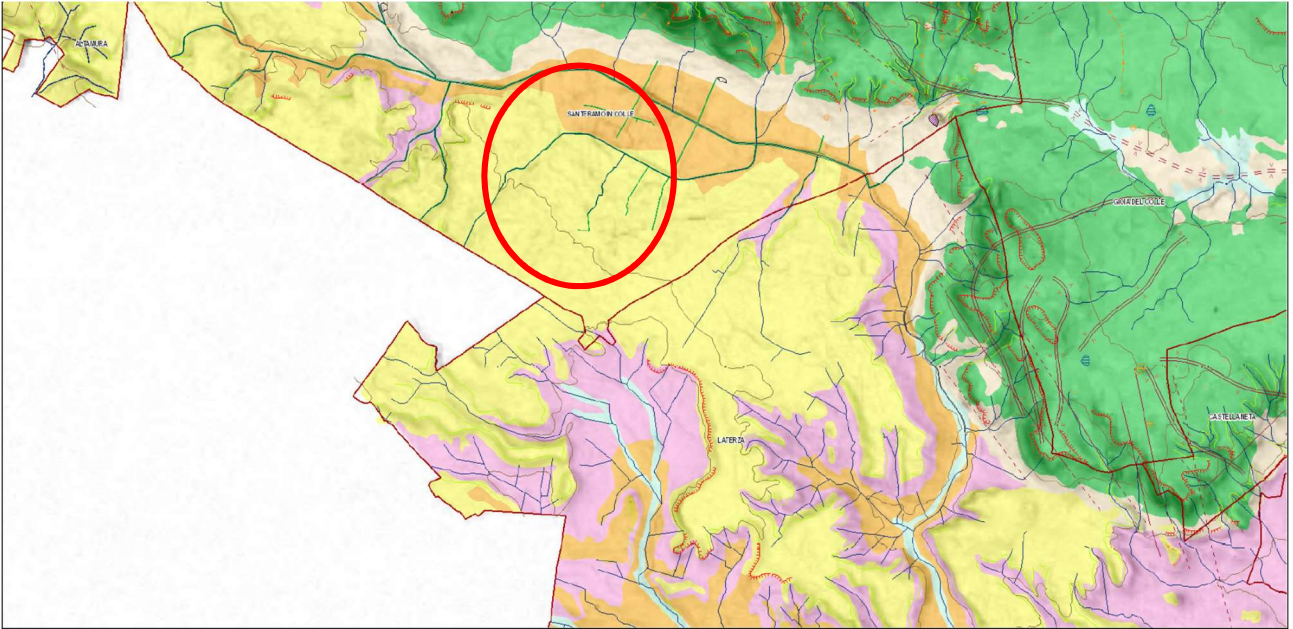 ALTAMURA
SANTERAMO IN COLLE
GIOIA DEL COLLE
CASTELLANETA
LATERZA